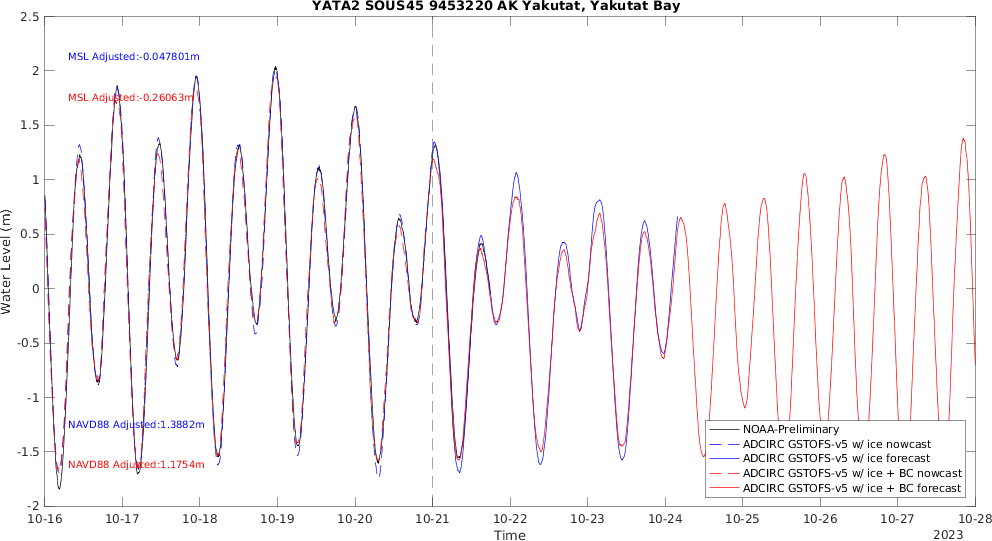 YATA2 SOUS45 9453220 AK Yakutat, Yakutat Bay
2.5
2
1.5
1
0.5
0
-0.5
-1
-1.5
-2
Water Level (m)
MSL Adjusted:-0.047801m
MSL Adjusted:-0.26063m
NAVD88 Adjusted:1.3882m
NAVD88 Adjusted:1.1754m
NOAA-Preliminary
ADCIRC GSTOFS-v5 w/ ice nowcast
ADCIRC GSTOFS-v5 w/ ice forecast
ADCIRC GSTOFS-v5 w/ ice + BC nowcast
ADCIRC GSTOFS-v5 w/ ice + BC forecast
10-16 10-17 10-18 10-19 10-20 10-21 10-22 10-23 10-24 10-25 10-26 10-27 10-28
Time
2023